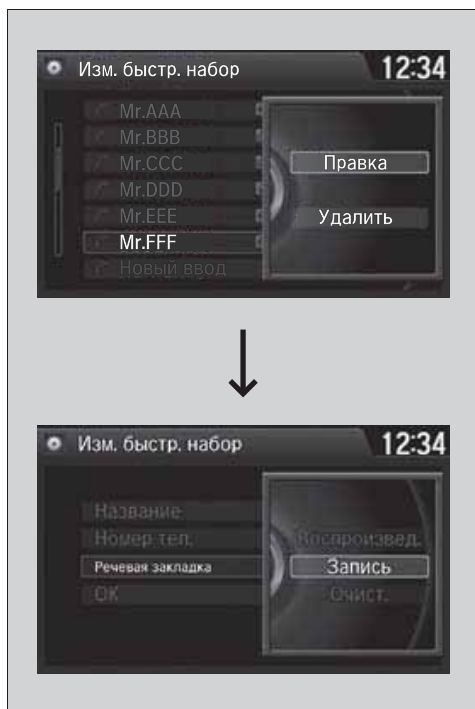 Изм. быстр. набор 12:34
Mr.AAA
Mr.BBB
Mr.CCC
Правка
Mr.DDD
Mr.EEE
Удалить
Mr.FFF
Новый ввод
Изм. быстр. набор 12:34
Название
Номер тел.
Воспроизвед.
Речевая закладка
Запись
OK
Очист.